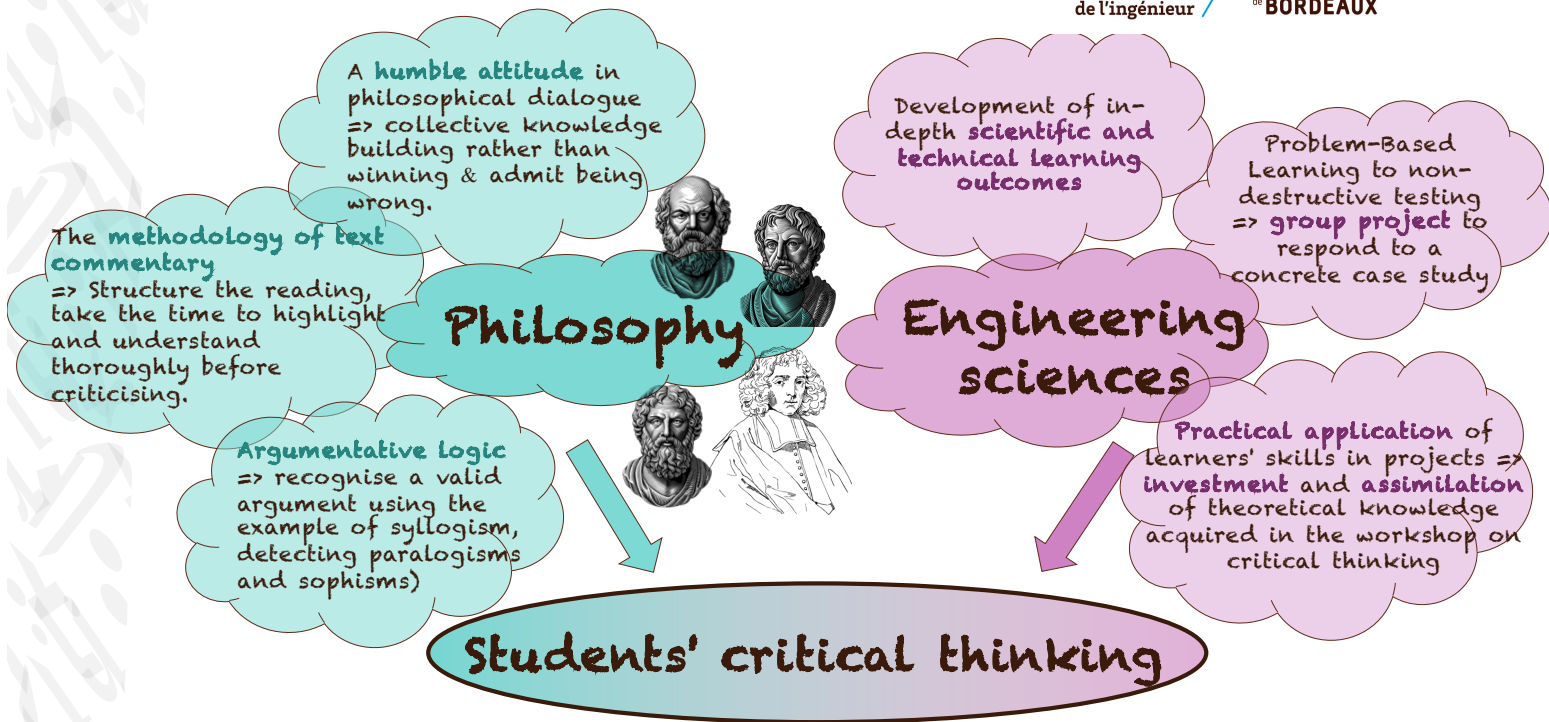 de l'ingénieur
de BORDEAUX
A humble attitude in
philosophical dialogue
=> collective knowledge
building rather than
winning & admit being
wrong.
The methodology of text
commentary
=> Structure the reading,
take the time to highlight
and understand
thoroughly before
criticising.
Argumentative logic
=> recognise a valid
argument using the
example of syllogism,
detecting paralogisms
and sophisms)
Philosophy
Development of in-
depth scientific and
technical learning
outcomes
Problem-Based
Learning to non-
destructive testing
=> group project to
respond to a
concrete case study
Engineering
sciences
Practical application of
learners' skills in projects =>
investment and assimilation
of theoretical knowledge
acquired in the workshop on
critical thinking
Students' critical thinking